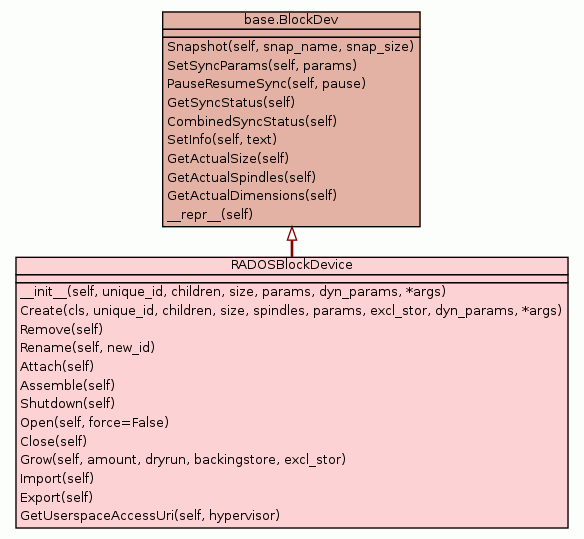 base.BlockDev
Snapshot(self, snap_name, snap_size)
SetSyncParams(self, params)
PauseResumeSync(self, pause)
GetSyncStatus(self)
CombinedSyncStatus(self)
SetInfo(self, text)
GetActualSize(self)
GetActualSpindles(self)
GetActualDimensions(self)
__repr__(self)
RADOSBlockDevice
__init__(self, unique_id, children, size, params, dyn_params, *args)
Create(cls, unique_id, children, size, spindles, params, excl_stor, dyn_params, *args)
Remove(self)
Rename(self, new_id)
Attach(self)
Assemble(self)
Shutdown(self)
Open(self, force=False)
Close(self)
Grow(self, amount, dryrun, backingstore, excl_stor)
Import(self)
Export(self)
GetUserspaceAccessUri(self, hypervisor)